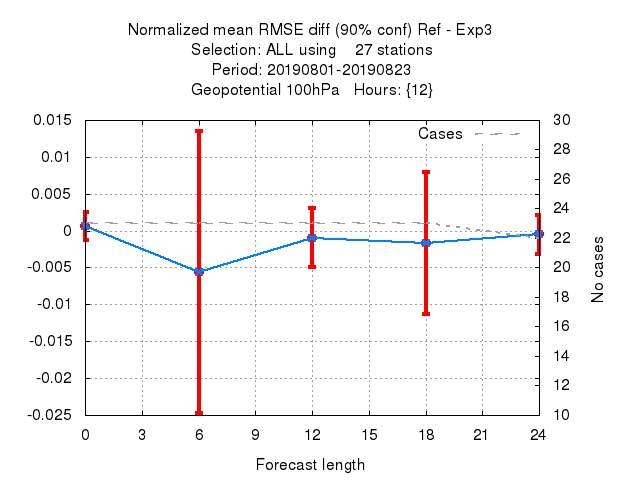 Normalized mean RMSE diff (90% conf) Ref - Exp3
Selection: ALL using    27 stations
Period: 20190801-20190823
Geopotential 100hPa   Hours: {12}
0.015
0.01
0.005
0
-0.005
-0.01
-0.015
-0.02
-0.025
Cases
30
28
26
24
22
20
18
16
14
12
10
No cases
0 3 6 9 12 15 18 21 24
Forecast length